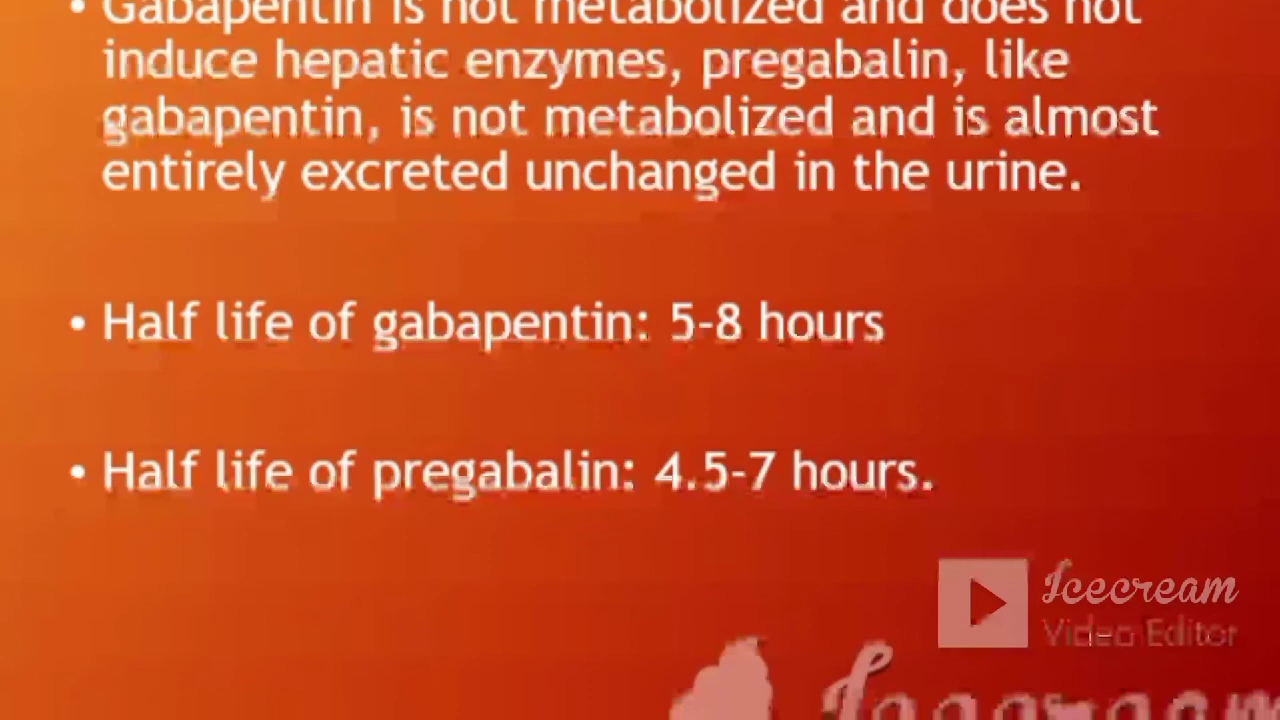 • Gabapentin is not metabolized and does not
induce hepatic enzymes, pregabalin, like
gabapentin, is not metabolized and is almost
entirely excreted unchanged in the urine.
• Half life of gabapentin: 5-8 hours
• Half life of pregabalin: 4.5-7 hours.
Icecream
Video Editor
Icecream